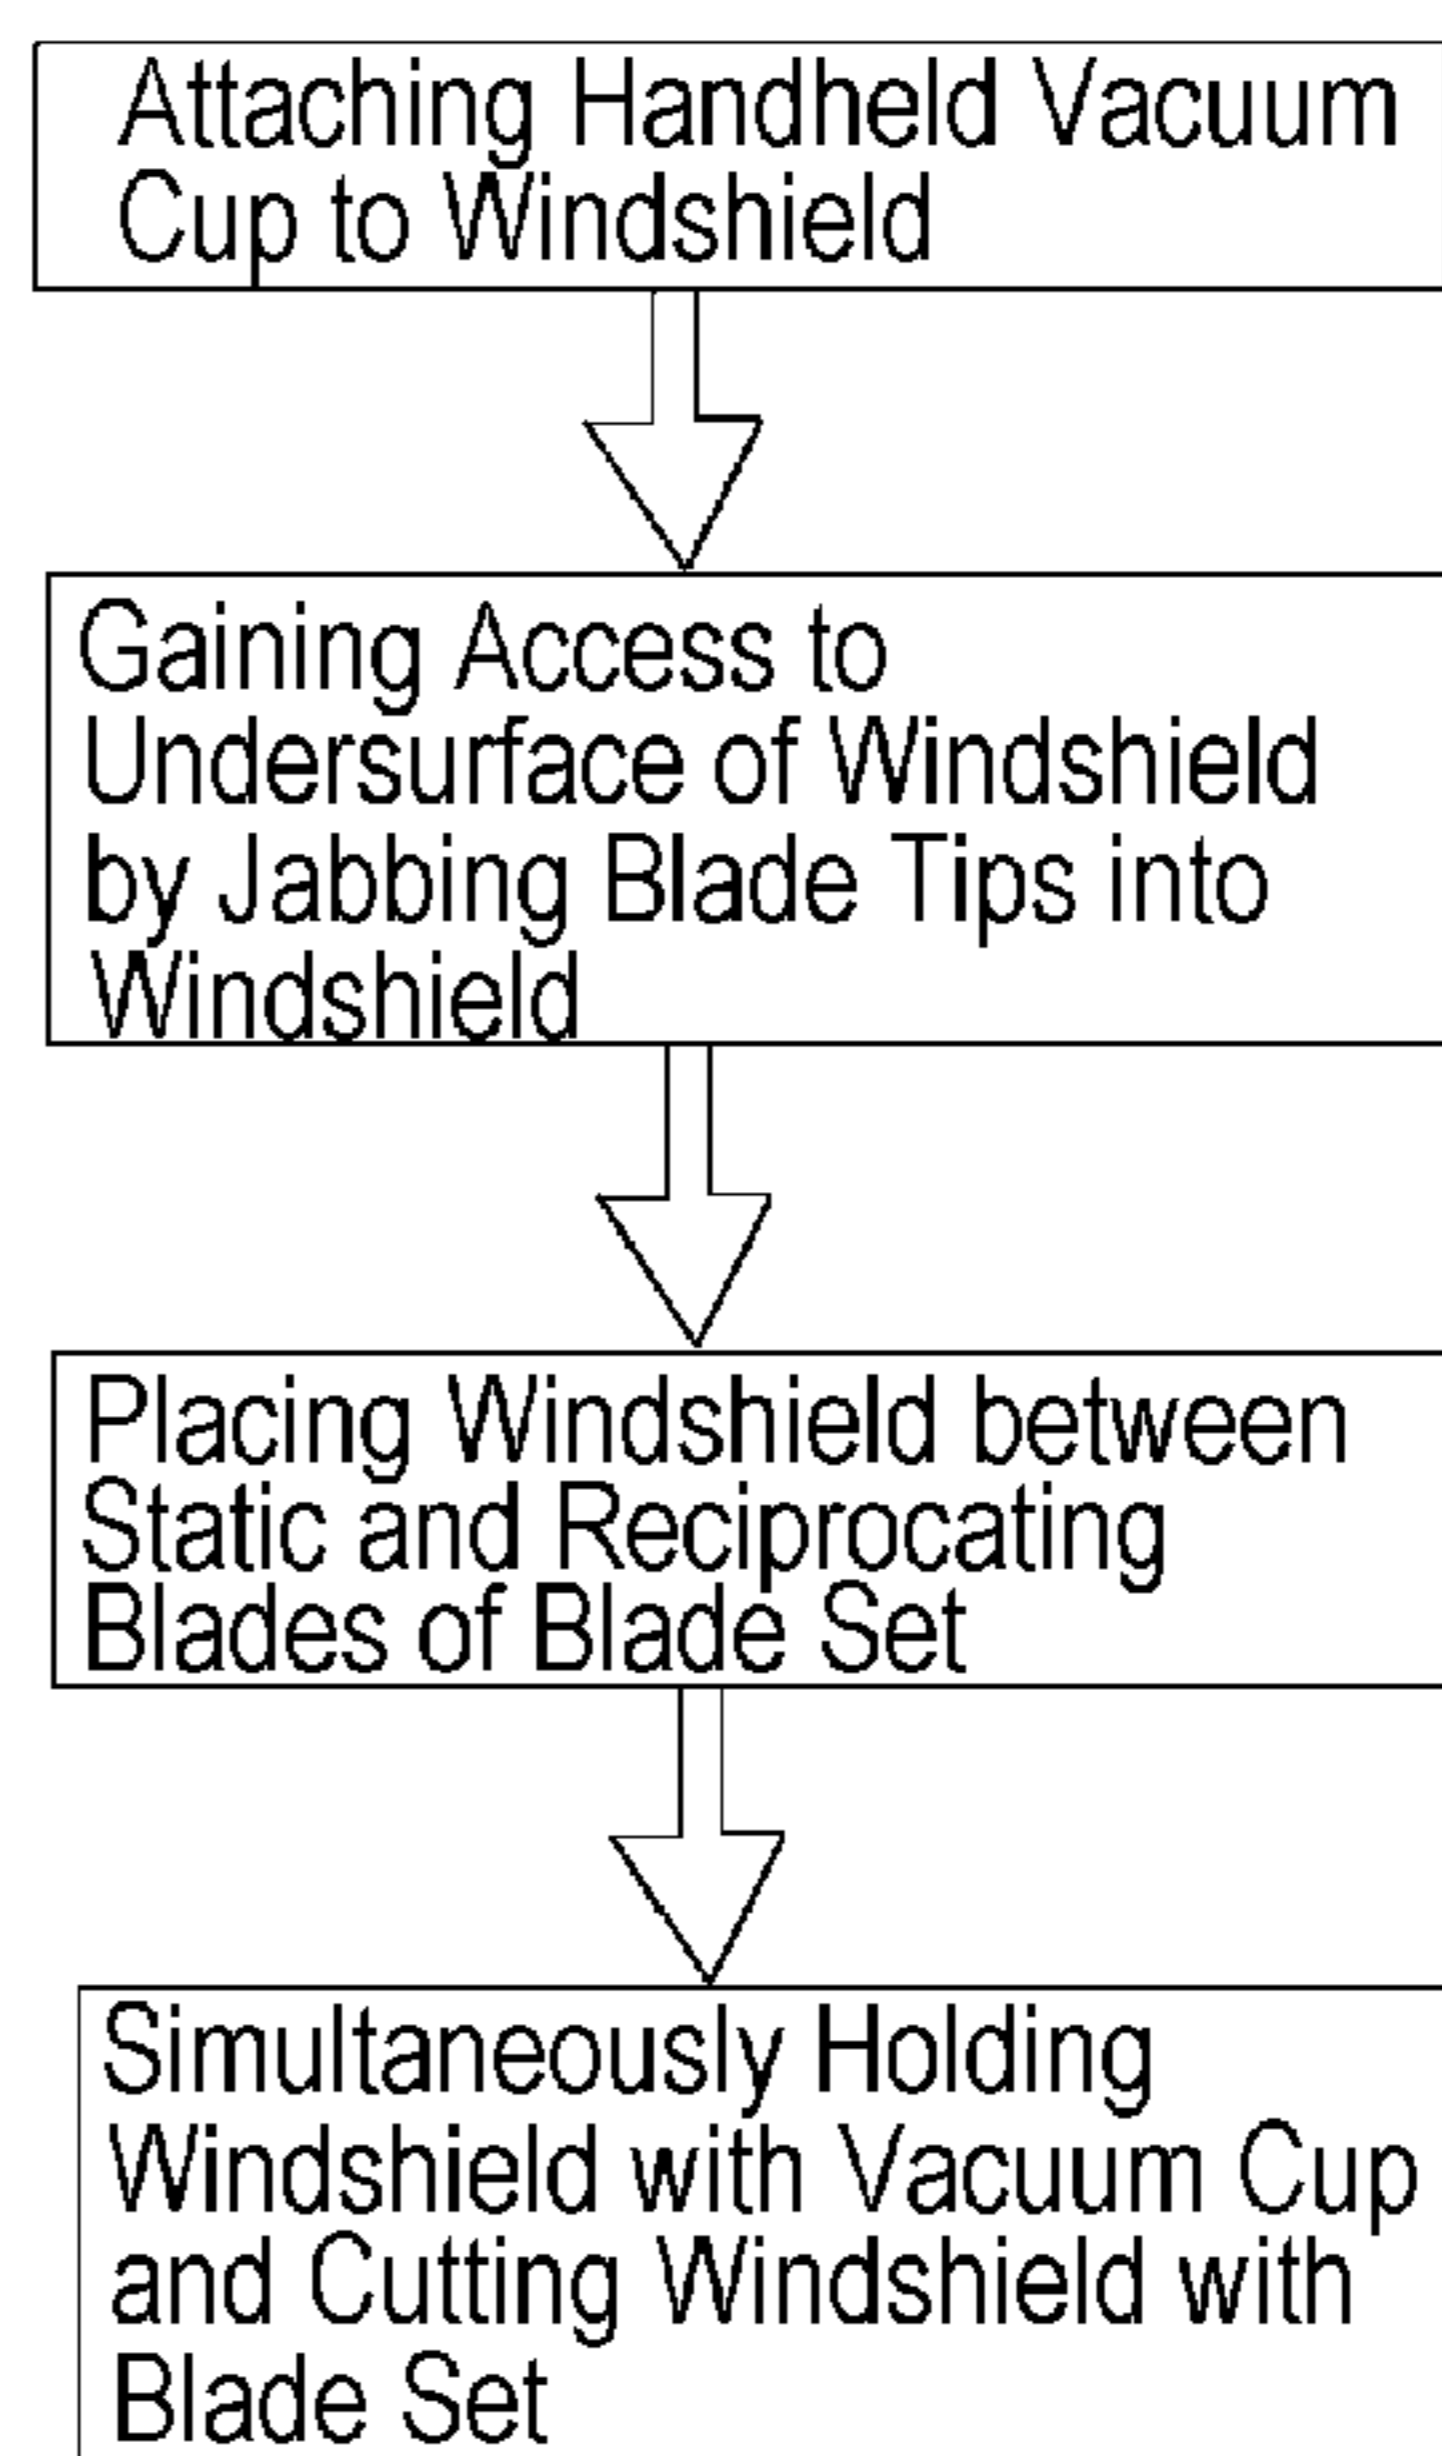 Attaching Handheld Vacuum
Cup to Windshield
Gaining Access to
Undersurface of Windshield
by Jabbing Blade Tips into
Windshield
Placing Windshield between
Static and Reciprocating
Blades of Blade Set
Simultaneously Holding
Windshield with Vacuum Cup
and Cutting Windshield with
Blade Set